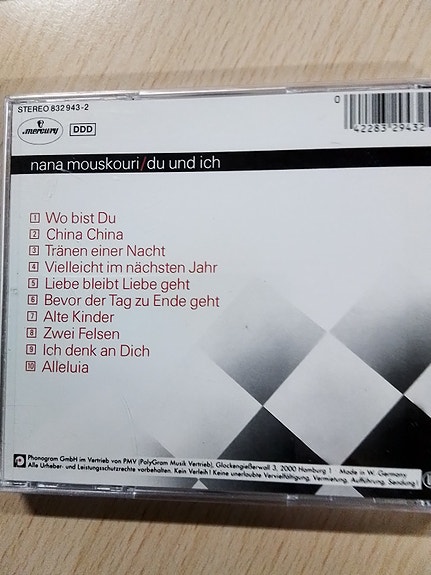 STEREO 832 943-2
mercury
DDD
0
42283 29432
nana mouskouri/du und ich
1 Wo bist Du
2 China China
3 Tränen einer Nacht
4 Vielleicht im nächsten Jahr
5 Liebe bleibt Liebe geht
6 Bevor der Tag zu Ende geht
7 Alte Kinder
8 Zwei Felsen
9 Ich denk an Dich
10 Alleluia
Phonogram GmbH im Vertrieb von PMV (PolyGram Musik Vertrieb), Glockengießerwall 3, 2000 Hamburg 1 Made in W. Germany
Alle Urheber- und Leistungsschutzrechte vorbehalten. Kein Verleih! Keine unerlaubte Vervielfältigung, Vermietung, Aufführung, Sendung!